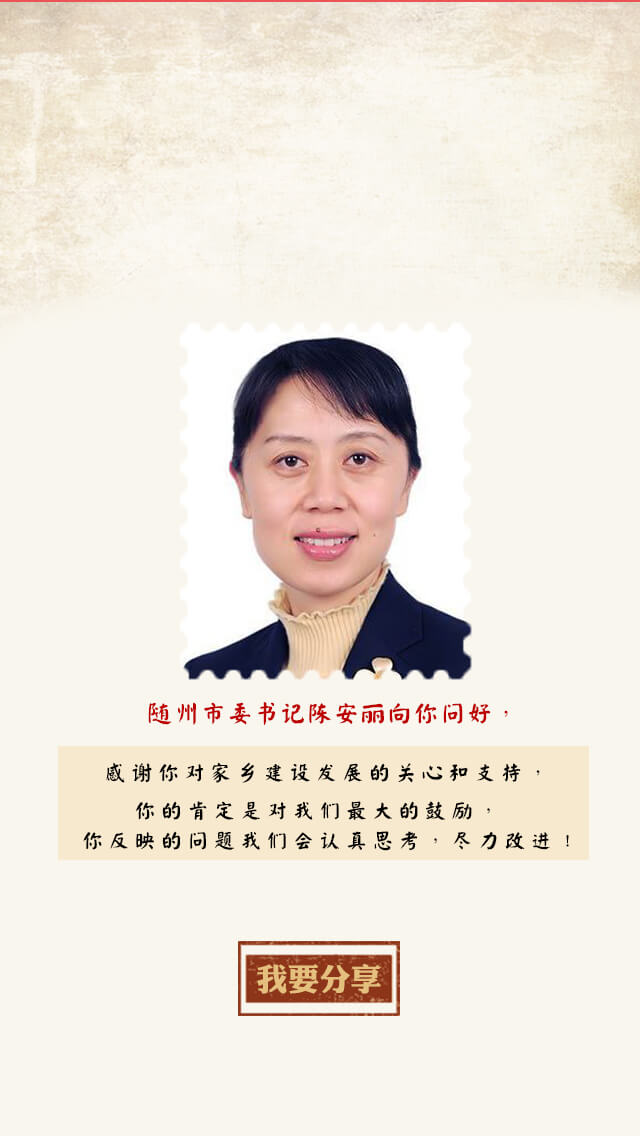 随州市委书记陈安丽向你问好，
感谢你对家乡建设发展的关心和支持，
你的肯定是对我们最大的鼓励，
你反映的问题我们会认真思考，尽力改进！
我要分享